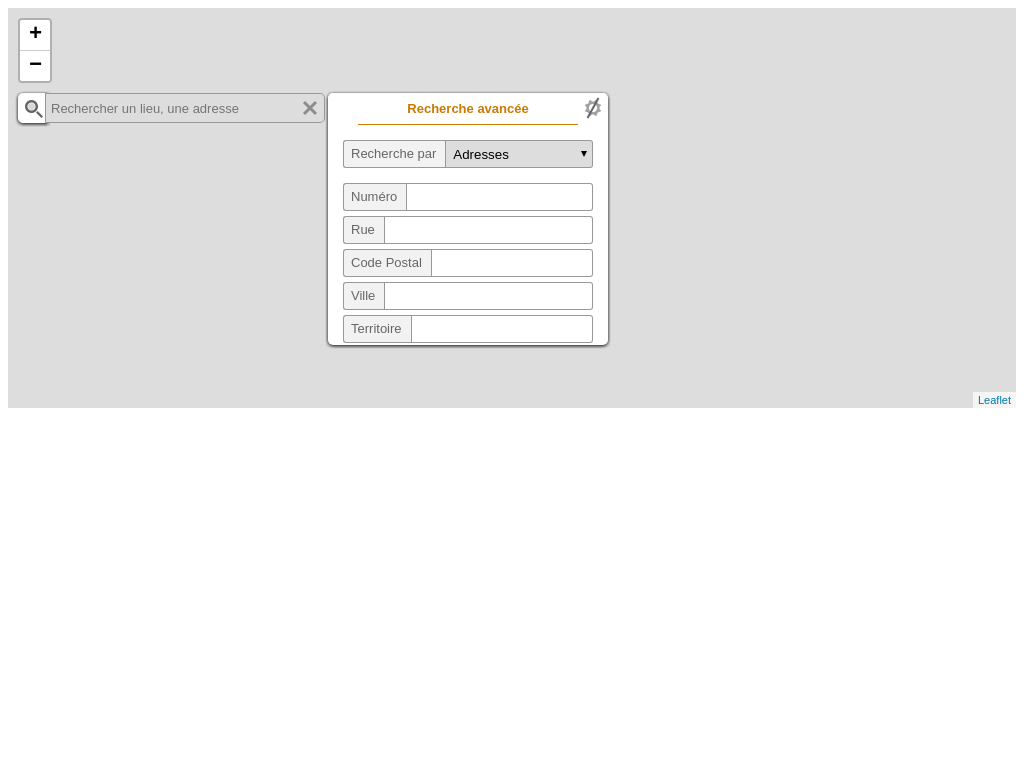 +
−
Rechercher un lieu, une adresse
Recherche avancée
Recherche par Adresses
Numéro
Rue
Code Postal
Ville
Territoire
Leaflet